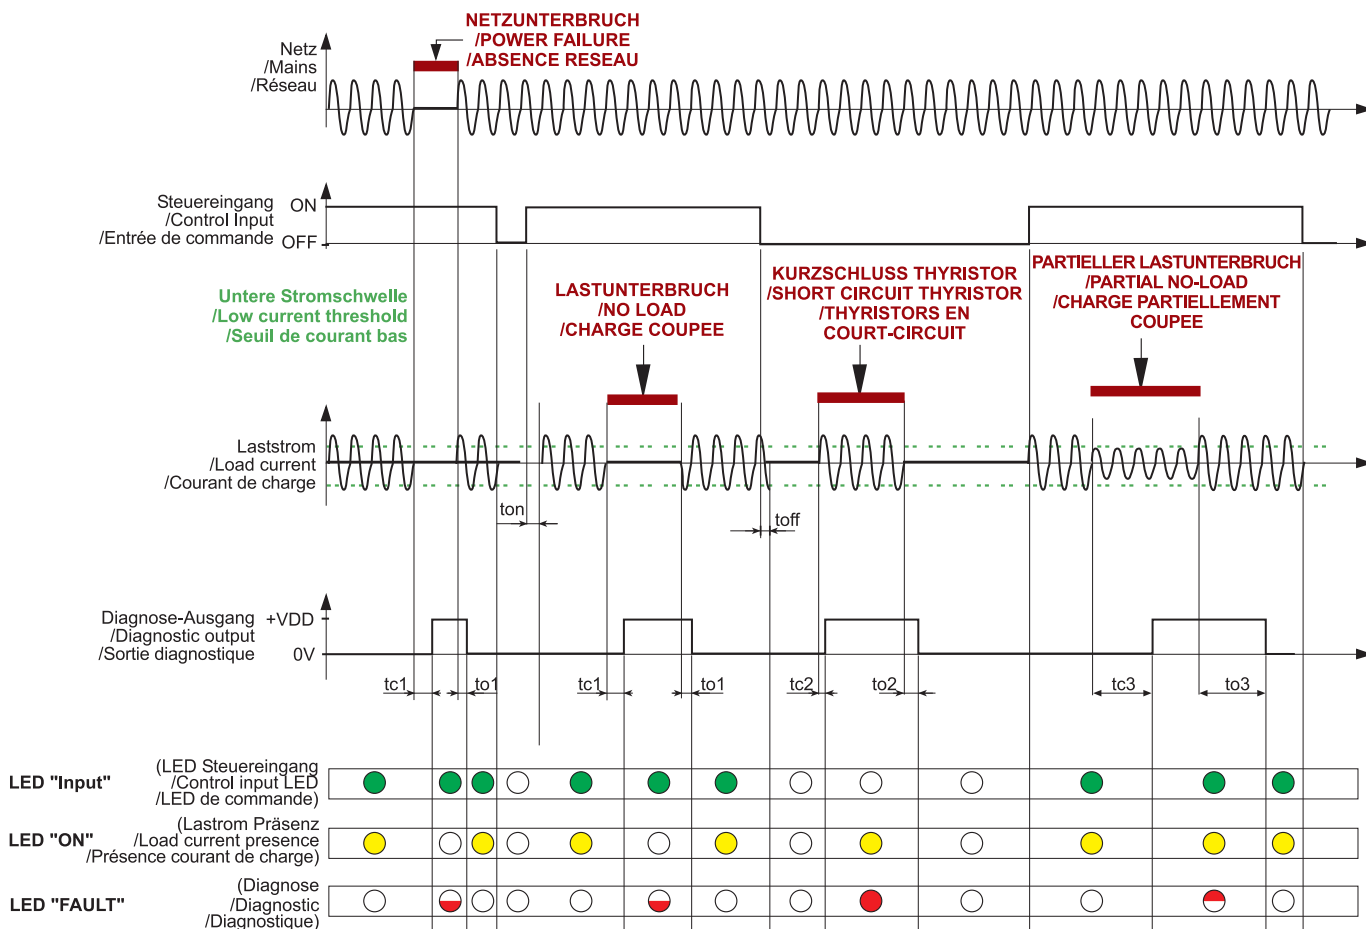 NETZUNTERBRUCH
/POWER FAILURE
/ABSENCE RESEAU
Netz
/Mains
/Réseau
Steuereingang
/Control Input
/Entrée de commande
ON
OFF
Untere Stromschwelle
/Low current threshold
/Seuil de courant bas
LASTUNTERBRUCH
/NO LOAD
/CHARGE COUPEE
KURZSCHLUSS THYRISTOR
/SHORT CIRCUIT THYRISTOR
/THYRISTORS EN
COURT-CIRCUIT
PARTIELLER LASTUNTERBRUCH
/PARTIAL NO-LOAD
/CHARGE PARTIELLEMENT
COUPEE
Laststrom
/Load current
/Courant de charge
ton
toff
Diagnose-Ausgang
/Diagnostic output
/Sortie diagnostique
+VDD
0V
tc1
to1
tc1
to1
tc2
to2
tc3
to3
LED "Input"
(LED Steuereingang
/Control input LED
/LED de commande)
LED "ON"
(Lastrom Präsenz
/Load current presence
/Présence courant de charge)
LED "FAULT"
(Diagnose
/Diagnostic
/Diagnostique)